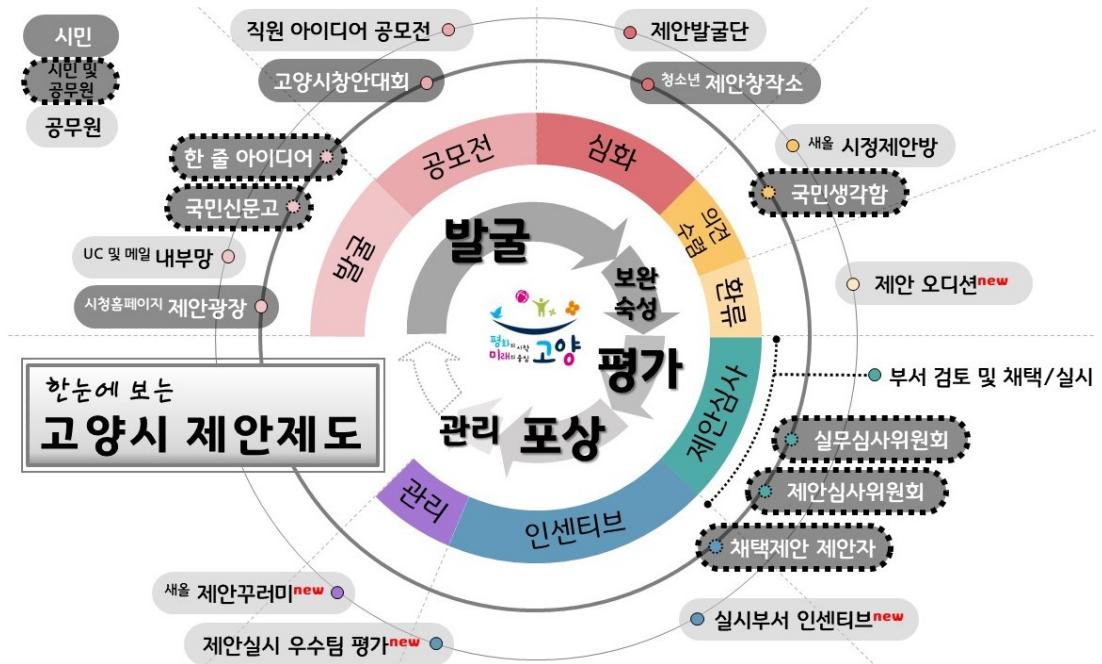 시민
시민 및
공무원
공무원
직원 아이디어 공모전
고양시창안대회
한 줄 아이디어
국민신문고
UC 및 메일 내부망
시청홈페이지 제안광장
제안발굴단
청소년 제안창작소
새올 시정제안방
국민생각함
제안 오디션new
부서 검토 및 채택/실시
실무심사위원회
제안심사위원회
채택제안 제안자
실시부서 인센티브new
제안실시 우수팀 평가new
새올 제안꾸러미new
발굴
공모전
심화
의견
수렴
환류
제안심사
인센티브
관리
발굴
보완
숙성
평가
포상
관리
평화의 시작
미래의 중심 고양
한눈에 보는
고양시 제안제도